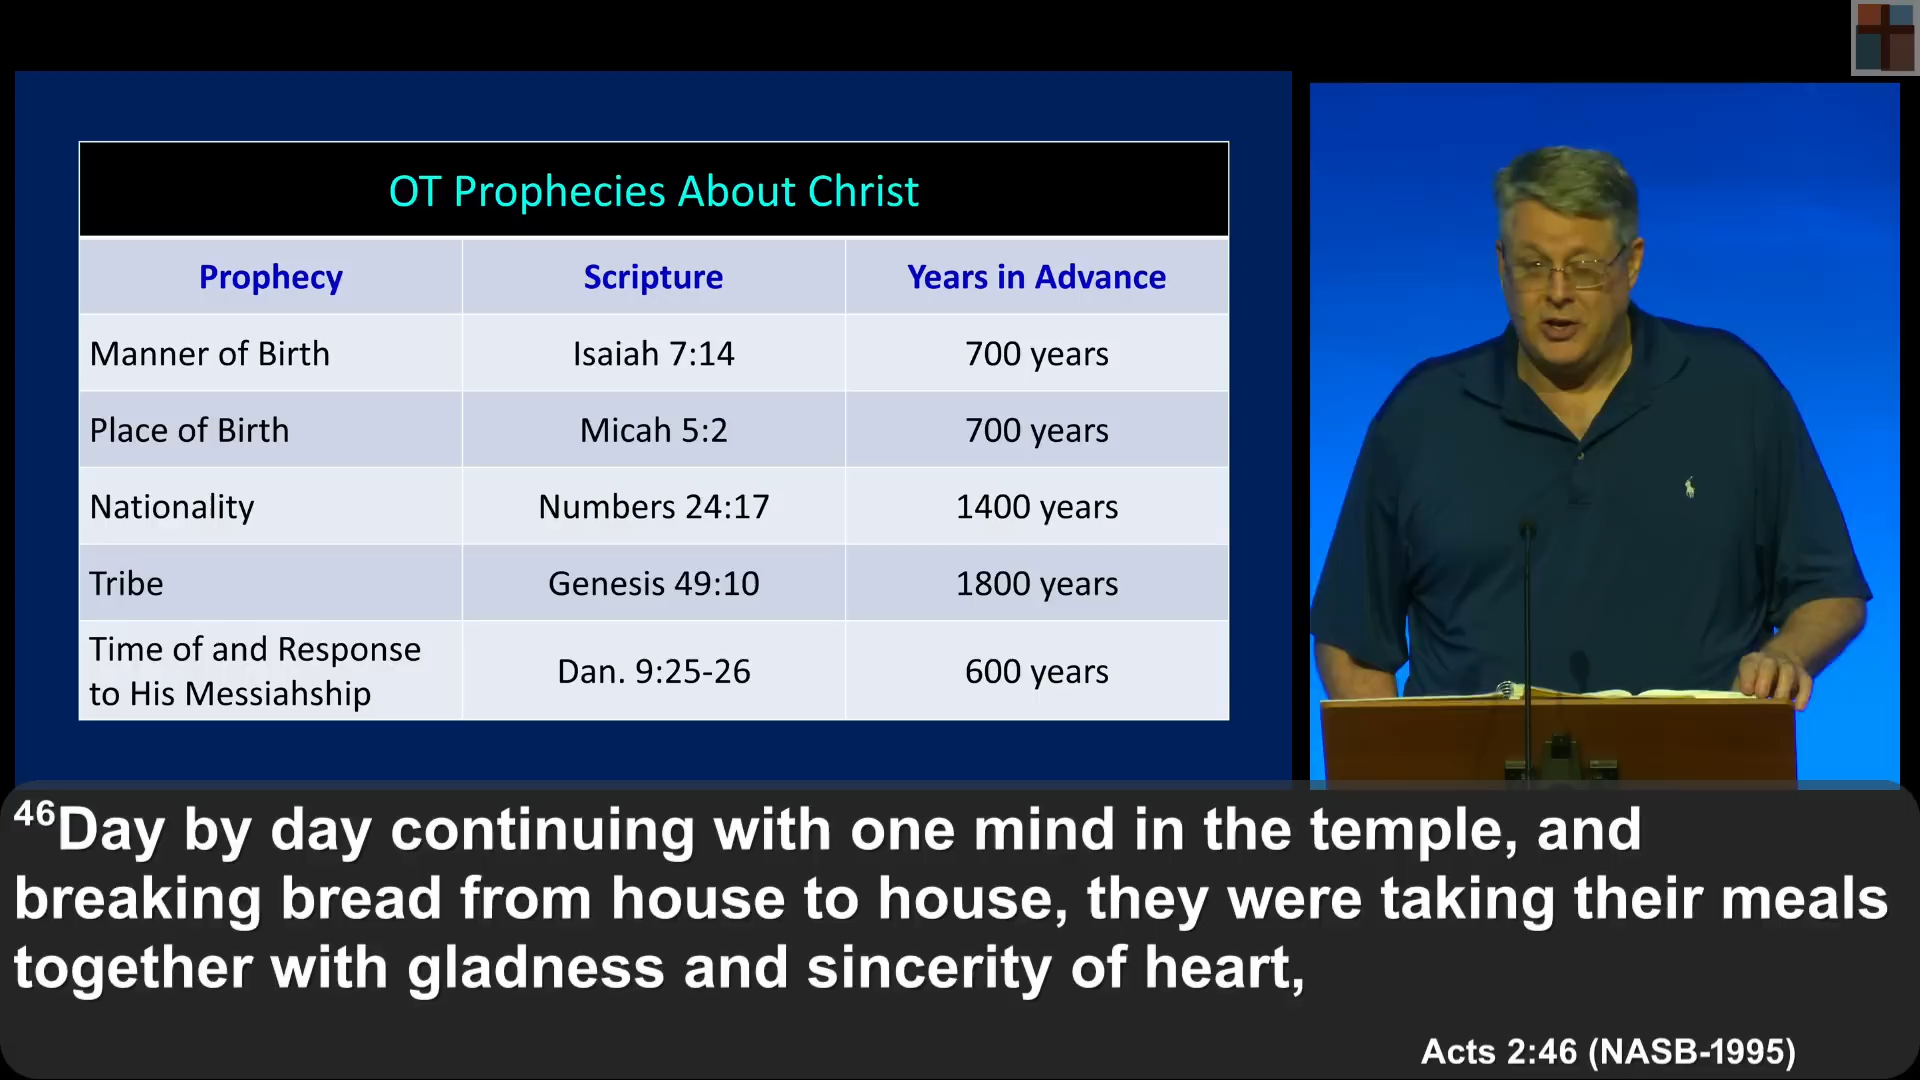 OT Prophecies About Christ
Prophecy Scripture Years in Advance
Manner of Birth Isaiah 7:14 700 years
Place of Birth Micah 5:2 700 years
Nationality Numbers 24:17 1400 years
Tribe Genesis 49:10 1800 years
Time of and Response
to His Messiahship Dan. 9:25-26 600 years
46Day by day continuing with one mind in the temple, and
breaking bread from house to house, they were taking their meals
together with gladness and sincerity of heart,
Acts 2:46 (NASB-1995)